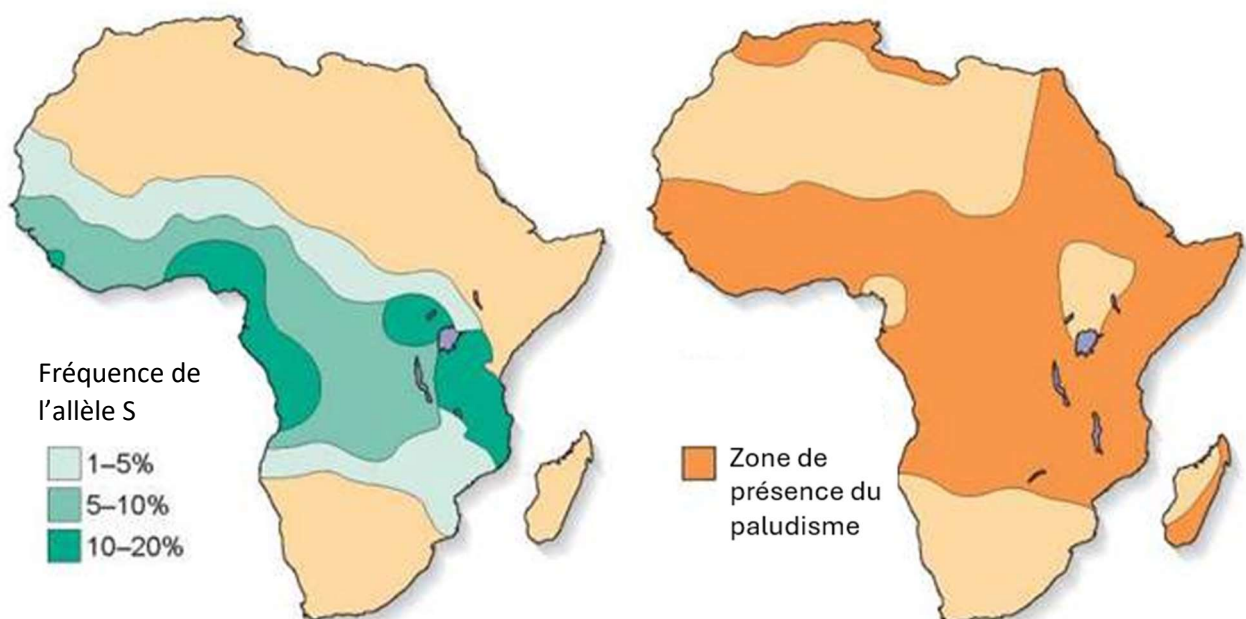 Fréquence de
l’allèle S
1–5%
5–10%
10–20%
Zone de
présence du
paludisme